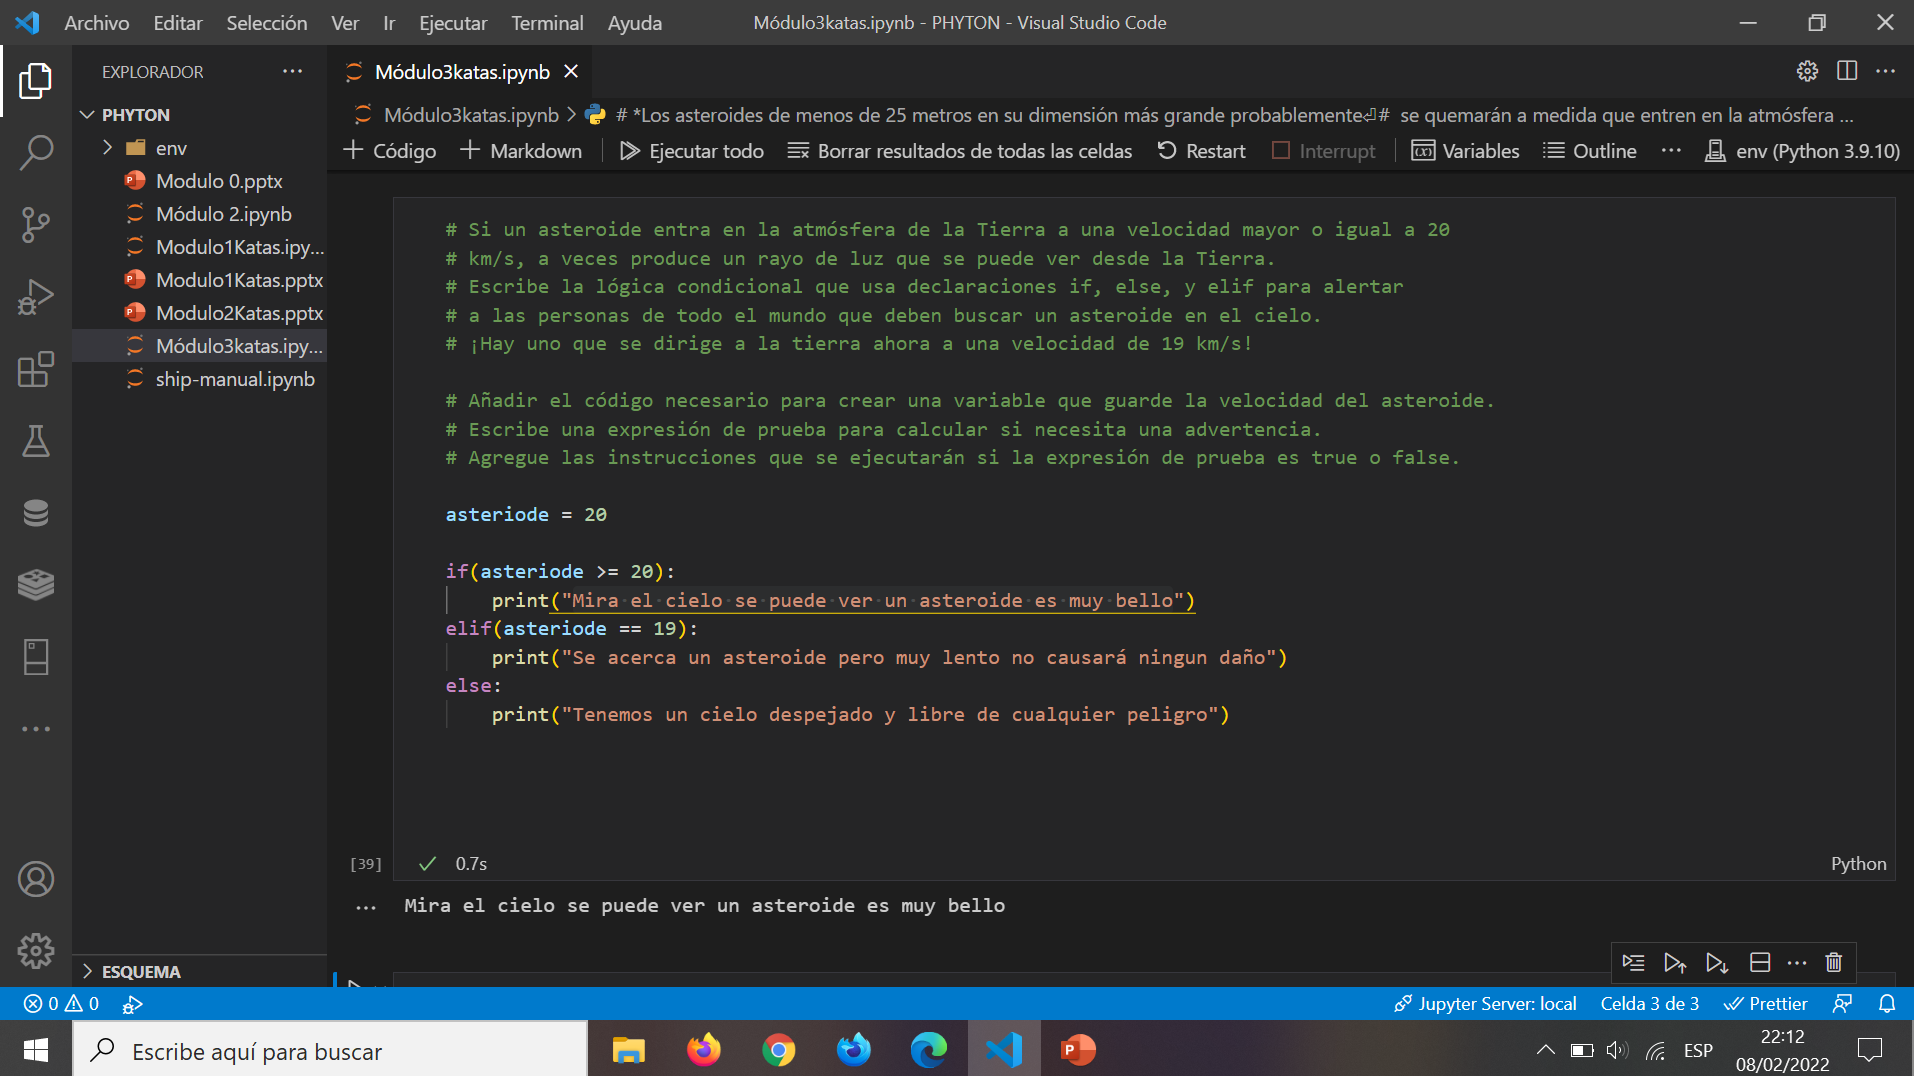 Archivo Editar Selección Ver Ir Ejecutar Terminal Ayuda
Módulo3katas.ipynb - PHYTON - Visual Studio Code
EXPLORADOR
PHYTON
env
Modulo 0.pptx
Módulo 2.ipynb
Modulo1Katas.ipy...
Modulo1Katas.pptx
Modulo2Katas.pptx
Módulo3katas.ipy...
ship-manual.ipynb
ESQUEMA
Módulo3katas.ipynb
Módulo3katas.ipynb > # *Los asteroides de menos de 25 metros en su dimensión más grande probablemente⏎# se quemarán a medida que entren en la atmósfera ...
Código Markdown Ejecutar todo Borrar resultados de todas las celdas Restart Interrupt Variables Outline ... env (Python 3.9.10)
# Si un asteroide entra en la atmósfera de la Tierra a una velocidad mayor o igual a 20
# km/s, a veces produce un rayo de luz que se puede ver desde la Tierra.
# Escribe la lógica condicional que usa declaraciones if, else, y elif para alertar
# a las personas de todo el mundo que deben buscar un asteroide en el cielo.
# ¡Hay uno que se dirige a la tierra ahora a una velocidad de 19 km/s!
# Añadir el código necesario para crear una variable que guarde la velocidad del asteroide.
# Escribe una expresión de prueba para calcular si necesita una advertencia.
# Agregue las instrucciones que se ejecutarán si la expresión de prueba es true o false.
asteriode = 20
if(asteriode >= 20):
print("Mira el cielo se puede ver un asteroide es muy bello")
elif(asteriode == 19):
print("Se acerca un asteroide pero muy lento no causará ningun daño")
else:
print("Tenemos un cielo despejado y libre de cualquier peligro")
[39] 0.7s Python
Mira el cielo se puede ver un asteroide es muy bello
0 0 Jupyter Server: local Celda 3 de 3 Prettier
Escribe aquí para buscar
ESP
22:12
08/02/2022